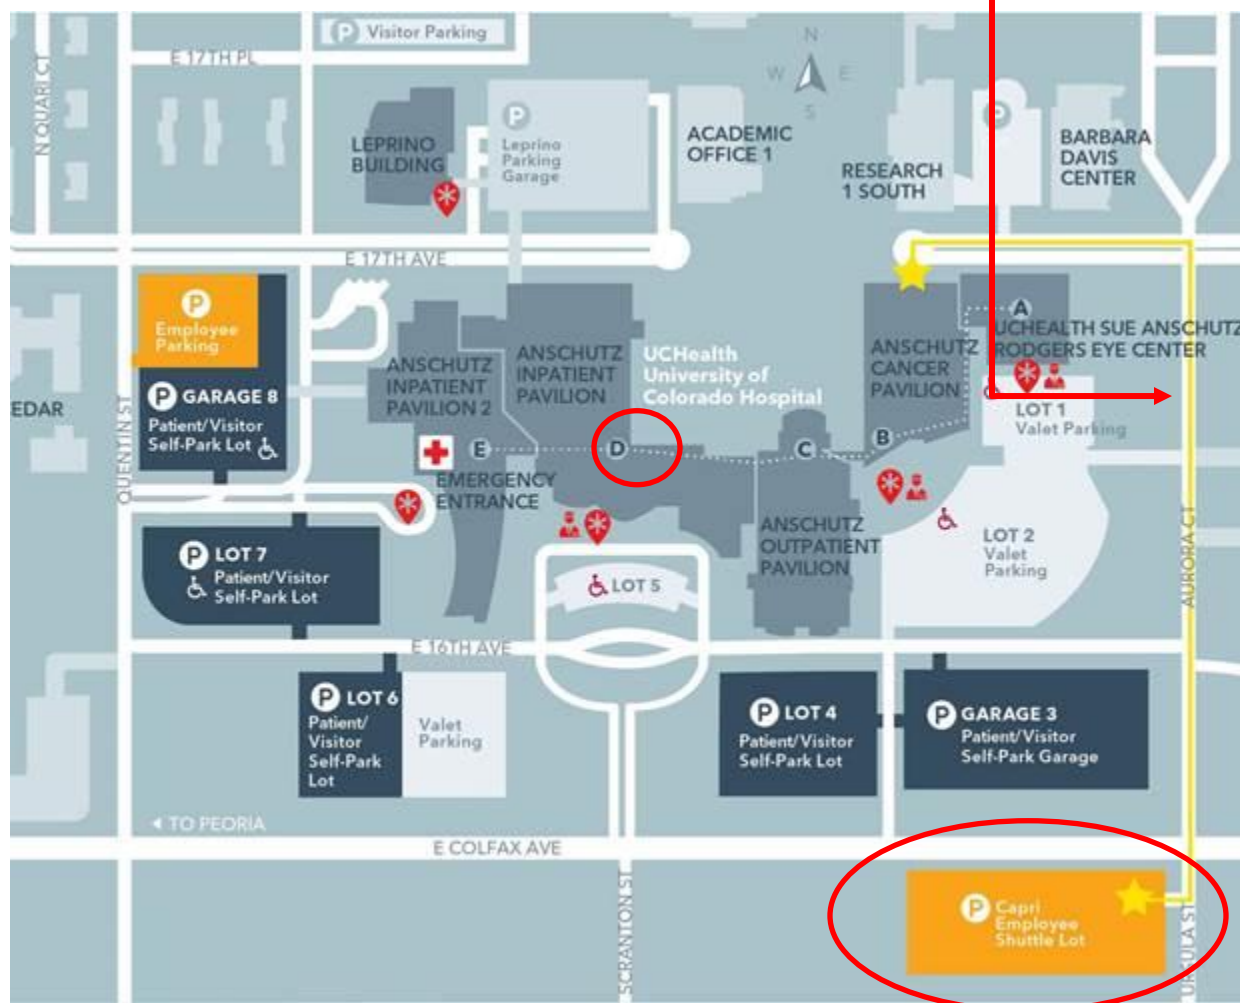 P Visitor Parking
E 17TH PL
N QUARI CT
N
W E
S
LEPRINO
BUILDING
P
Leprino
Parking
Garage
ACADEMIC
OFFICE 1
RESEARCH
1 SOUTH
P
BARBARA
DAVIS
CENTER
E 17TH AVE
P
Employee
Parking
P GARAGE 8
Patient/Visitor
Self-Park Lot
EDAR
QUENTIN ST
ANSCHUTZ
INPATIENT
PAVILION 2
ANSCHUTZ
INPATIENT
PAVILION
UCHealth
University of
Colorado Hospital
ANSCHUTZ
CANCER
PAVILION
A
UCHEALTH SUE ANSCHUTZ
RODGERS EYE CENTER
LOT 1
Valet Parking
E
D
C
B
EMERGENCY
ENTRANCE
ANSCHUTZ
OUTPATIENT
PAVILION
LOT 2
Valet
Parking
AURORA CT
P LOT 7
Patient/Visitor
Self-Park Lot
LOT 5
E 16TH AVE
P LOT 6
Patient/
Visitor
Self-Park
Lot
Valet
Parking
P LOT 4
Patient/Visitor
Self-Park Lot
P GARAGE 3
Patient/Visitor
Self-Park Garage
TO PEORIA
E COLFAX AVE
SCRANTON ST
P Capri
Employee
Shuttle Lot
URSULA ST